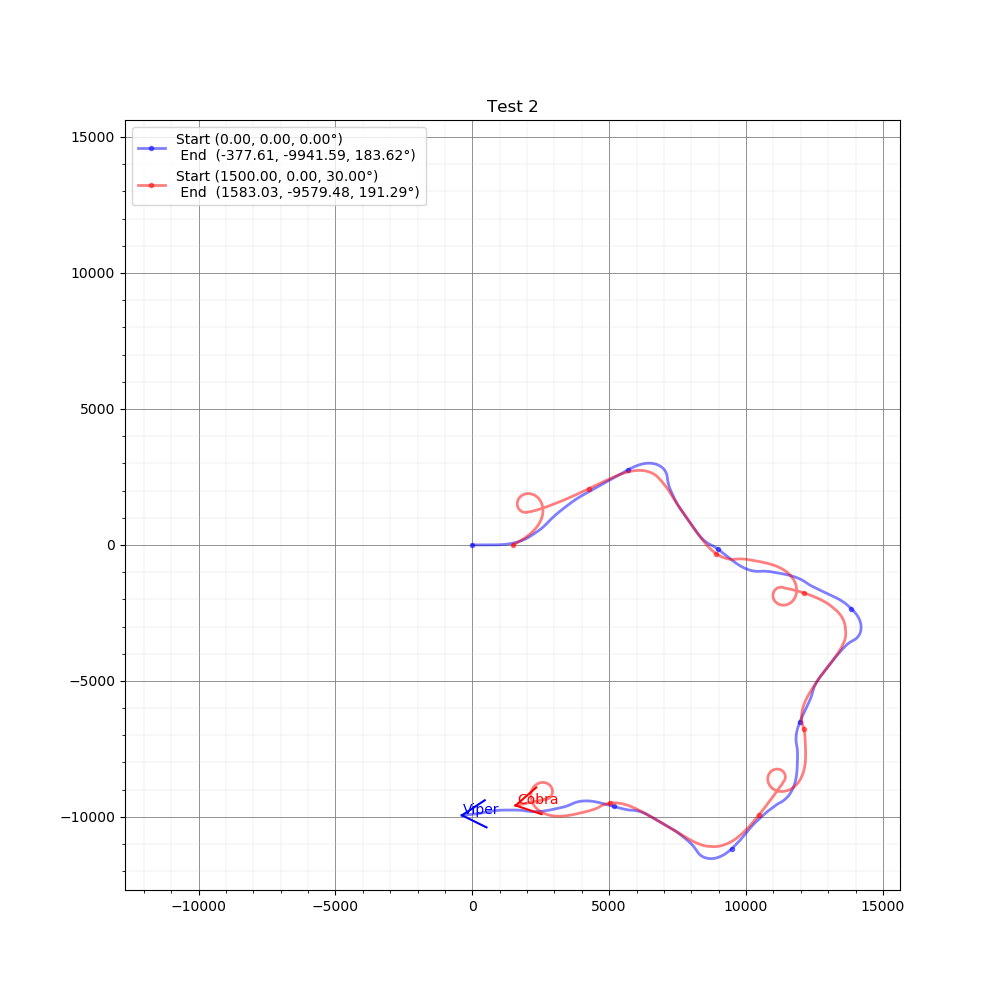 Test 2
Start (0.00, 0.00, 0.00°)
End  (-377.61, -9941.59, 183.62°)
Start (1500.00, 0.00, 30.00°)
End  (1583.03, -9579.48, 191.29°)
15000
10000
5000
0
−5000
−10000
Viper
Cobra
−10000
−5000
0
5000
10000
15000